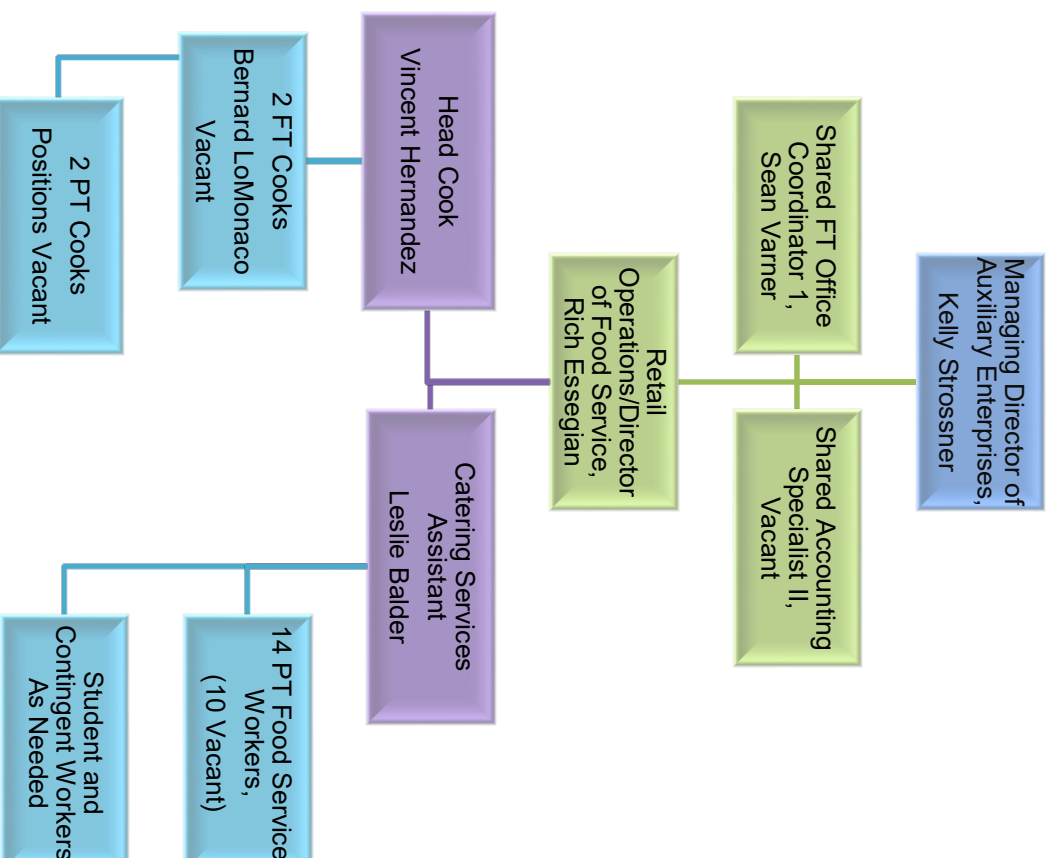 Managing Director of
Auxiliary Enterprises,
Kelly Strossner
Shared FT Office
Coordinator 1,
Sean Varner
Shared Accounting
Specialist II,
Vacant
Retail
Operations/Director
of Food Service,
Rich Essegian
Head Cook
Vincent Hernandez
Catering Services
Assistant
Leslie Balder
2 FT Cooks
Bernard LoMonaco
Vacant
14 PT Food Service
Workers,
(10 Vacant)
2 PT Cooks
Positions Vacant
Student and
Contingent Workers
As Needed